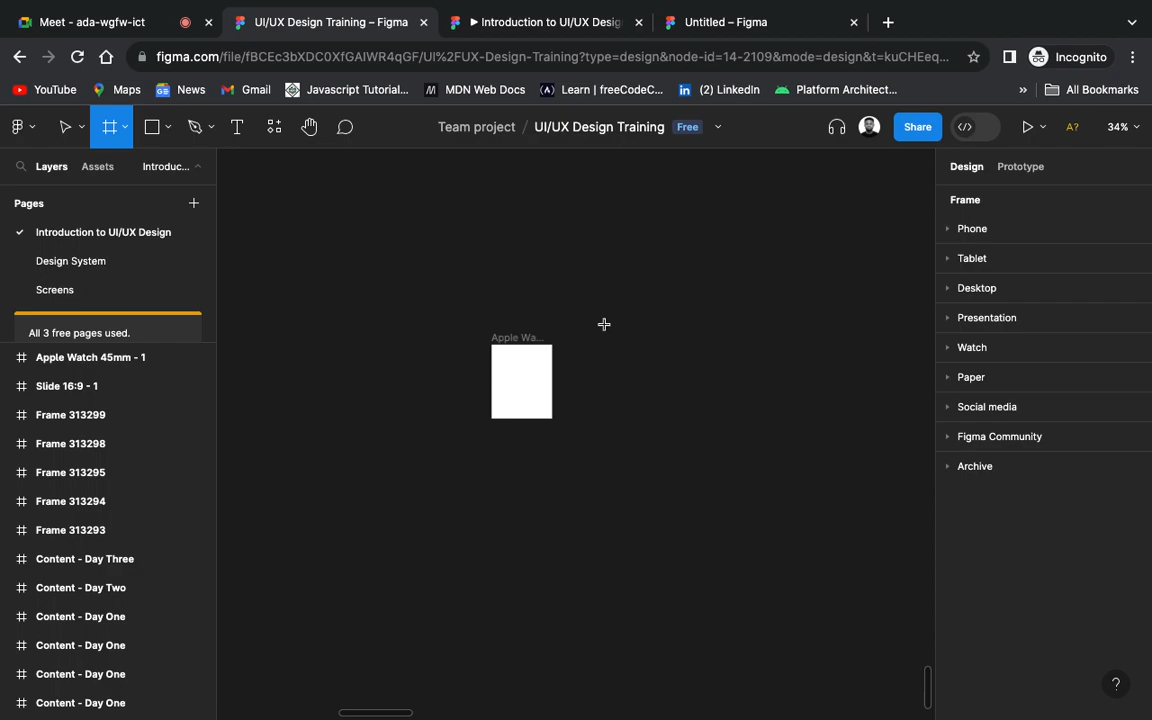 Meet - ada-wgfw-ict
UI/UX Design Training – Figma
Introduction to UI/UX Desig
Untitled – Figma
figma.com/file/fBCEc3bXDC0XfGAlWR4qGF/UI%2FUX-Design-Training?type=design&node-id=14-2109&mode=design&t=kuCHEeq...
Incognito
YouTube
Maps
News
Gmail
Javascript Tutorial...
MDN Web Docs
Learn | freeCodeC...
(2) LinkedIn
Platform Architect...
»
All Bookmarks
Team project / UI/UX Design Training Free
Share
A?
34%
Layers
Assets
Introduc...
Design
Prototype
Pages
Introduction to UI/UX Design
Design System
Screens
All 3 free pages used.
Apple Watch 45mm - 1
Slide 16:9 - 1
Frame 313299
Frame 313298
Frame 313295
Frame 313294
Frame 313293
Content - Day Three
Content - Day Two
Content - Day One
Content - Day One
Content - Day One
Content - Day One
Apple Wa...
Frame
Phone
Tablet
Desktop
Presentation
Watch
Paper
Social media
Figma Community
Archive
?